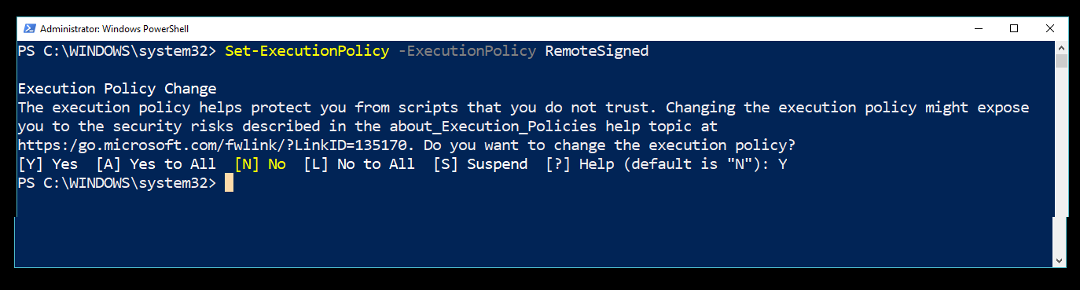 Administrator: Windows PowerShell
PS C:\WINDOWS\system32> Set-ExecutionPolicy -ExecutionPolicy RemoteSigned
Execution Policy Change
The execution policy helps protect you from scripts that you do not trust. Changing the execution policy might expose
you to the security risks described in the about_Execution_Policies help topic at
https:/go.microsoft.com/fwlink/?LinkID=135170. Do you want to change the execution policy?
[Y] Yes  [A] Yes to All  [N] No  [L] No to All  [S] Suspend  [?] Help (default is "N"): Y
PS C:\WINDOWS\system32>